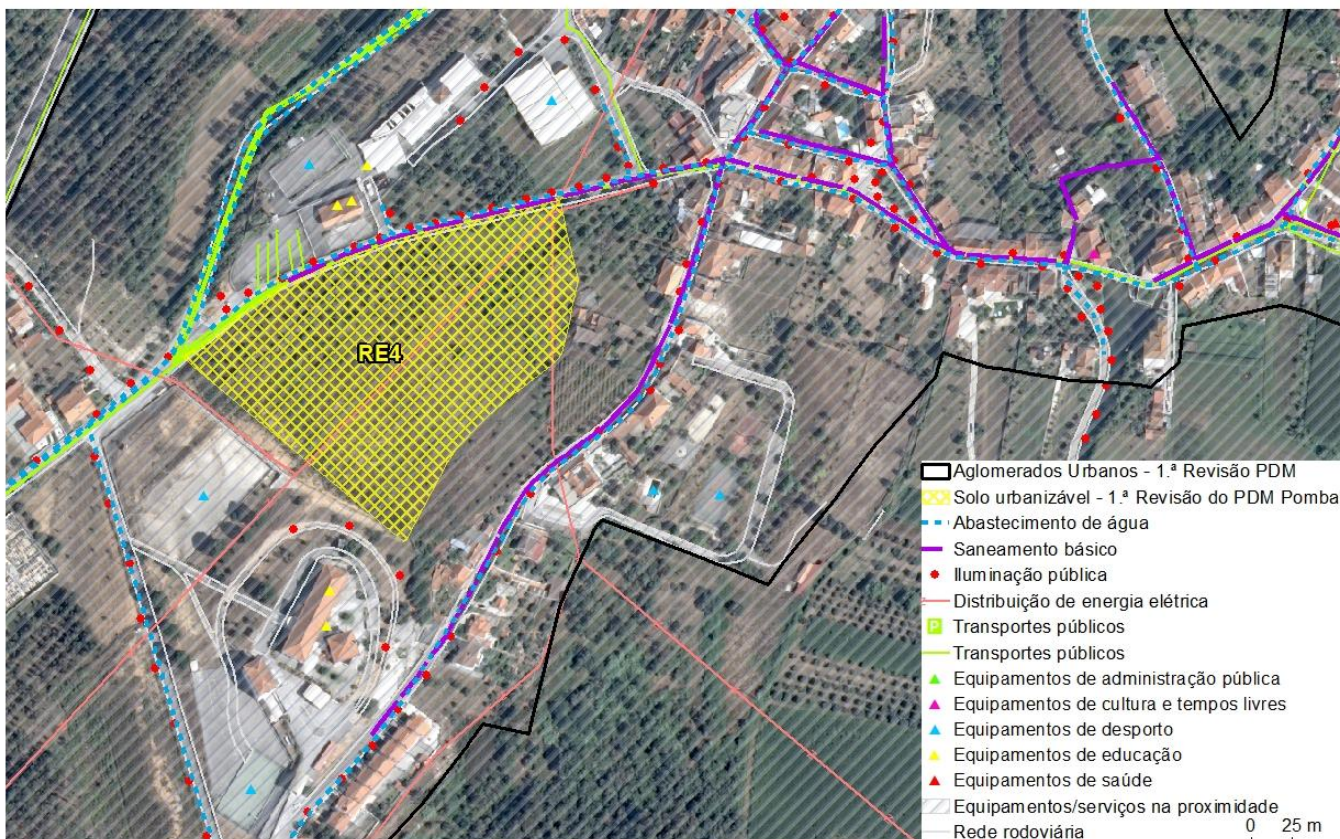 RE4
Aglomerados Urbanos - 1.ª Revisão PDM
Solo urbanizável - 1.ª Revisão do PDM Pomba
Abastecimento de água
Saneamento básico
Iluminação pública
Distribuição de energia elétrica
P Transportes públicos
Transportes públicos
Equipamentos de administração pública
Equipamentos de cultura e tempos livres
Equipamentos de desporto
Equipamentos de educação
Equipamentos de saúde
Equipamentos/serviços na proximidade
Rede rodoviária
0 25 m